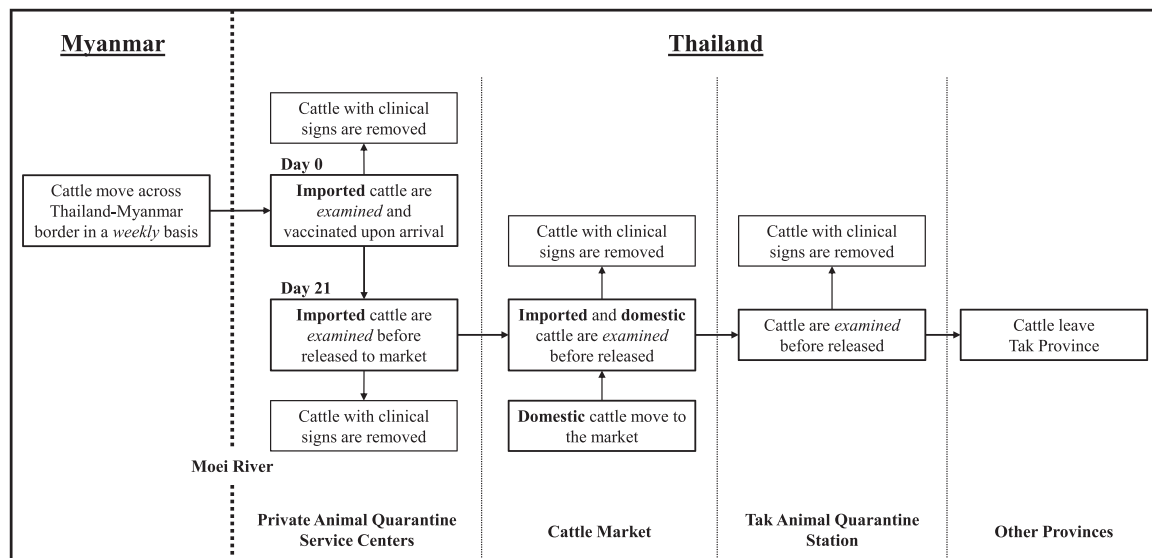 Myanmar
Thailand
Cattle with clinical
signs are removed
Day 0
Cattle move across
Thailand-Myanmar
border in a weekly basis
Imported cattle are
examined and
vaccinated upon arrival
Cattle with clinical
signs are removed
Cattle with clinical
signs are removed
Day 21
Imported cattle are
examined before
released to market
Imported and domestic
cattle are examined
before released
Cattle are examined
before released
Cattle leave
Tak Province
Cattle with clinical
signs are removed
Domestic cattle move to
the market
Moei River
Private Animal Quarantine
Service Centers
Cattle Market
Tak Animal Quarantine
Station
Other Provinces